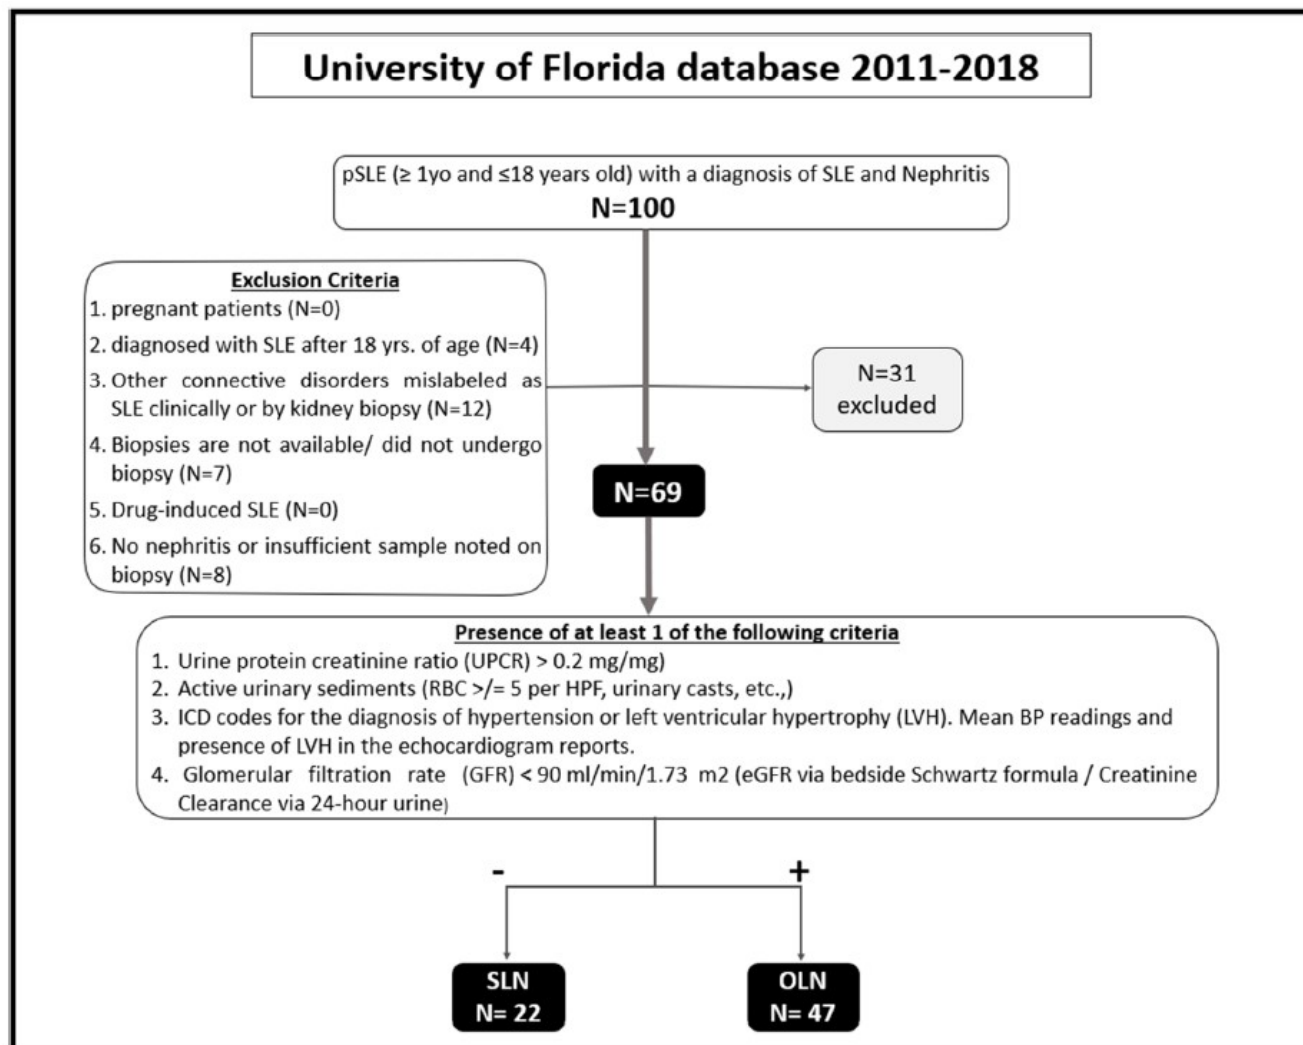 University of Florida database 2011-2018
pSLE (≥ 1yo and ≤18 years old) with a diagnosis of SLE and Nephritis
N=100
Exclusion Criteria
1. pregnant patients (N=0)
2. diagnosed with SLE after 18 yrs. of age (N=4)
3. Other connective disorders mislabeled as
SLE clinically or by kidney biopsy (N=12)
4. Biopsies are not available/ did not undergo
biopsy (N=7)
5. Drug-induced SLE (N=0)
6. No nephritis or insufficient sample noted on
biopsy (N=8)
N=31
excluded
N=69
Presence of at least 1 of the following criteria
1. Urine protein creatinine ratio (UPCR) > 0.2 mg/mg)
2. Active urinary sediments (RBC >/= 5 per HPF, urinary casts, etc.,)
3. ICD codes for the diagnosis of hypertension or left ventricular hypertrophy (LVH). Mean BP readings and
presence of LVH in the echocardiogram reports.
4. Glomerular filtration rate (GFR) < 90 ml/min/1.73 m2 (eGFR via bedside Schwartz formula / Creatinine
Clearance via 24-hour urine)
- +
SLN
N= 22
OLN
N= 47